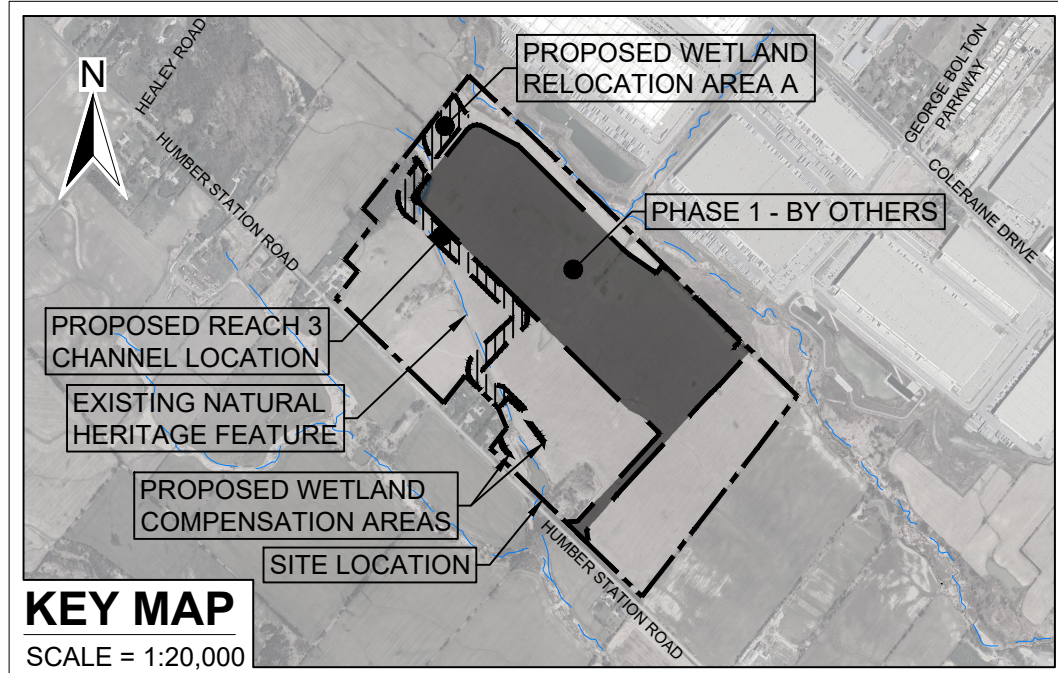 N
HEALEY ROAD
HUMBER STATION ROAD
PROPOSED WETLAND
RELOCATION AREA A
GEORGE BOLTON
PARKWAY
COLERAINE DRIVE
PHASE 1 - BY OTHERS
PROPOSED REACH 3
CHANNEL LOCATION
EXISTING NATURAL
HERITAGE FEATURE
PROPOSED WETLAND
COMPENSATION AREAS
SITE LOCATION
HUMBER STATION ROAD
KEY MAP
SCALE = 1:20,000